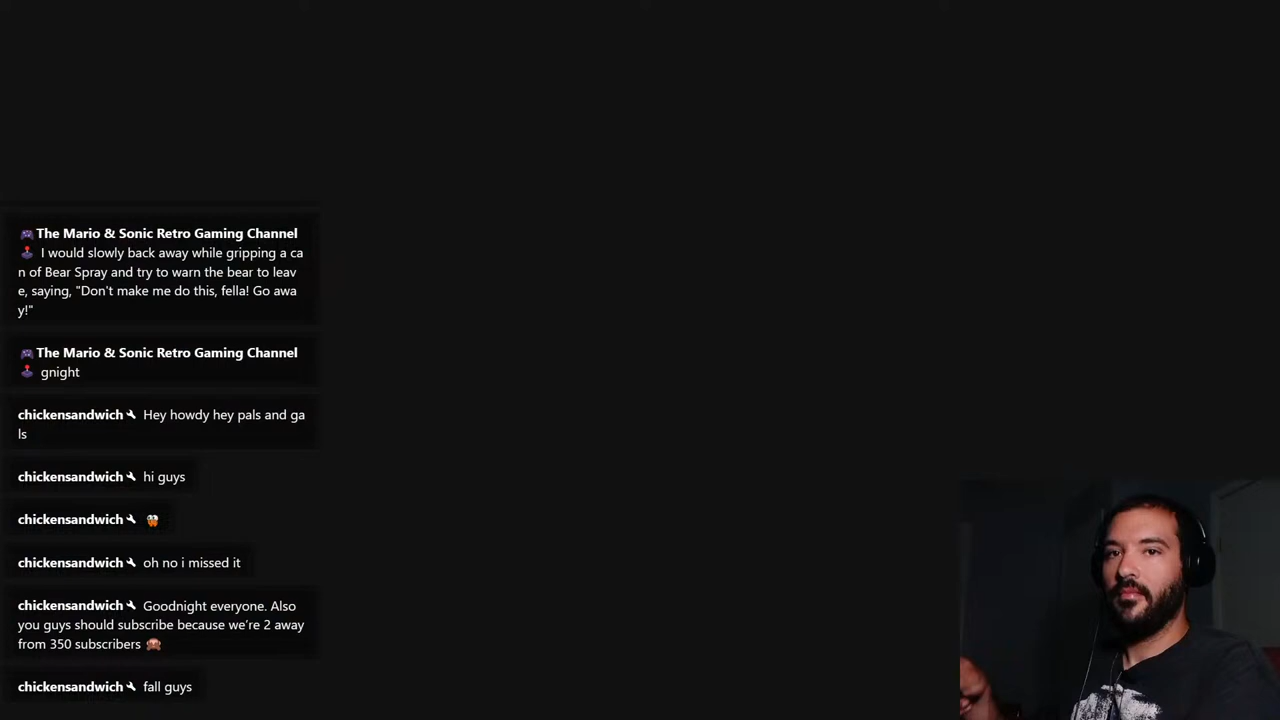 🎮The Mario & Sonic Retro Gaming Channel
🕹 I would slowly back away while gripping a ca
n of Bear Spray and try to warn the bear to leav
e, saying, "Don't make me do this, fella! Go awa
y!"
🎮The Mario & Sonic Retro Gaming Channel
🕹 gnight
chickensandwich Hey howdy hey pals and ga
ls
chickensandwich hi guys
chickensandwich
chickensandwich oh no i missed it
chickensandwich Goodnight everyone. Also
you guys should subscribe because we're 2 away
from 350 subscribers
chickensandwich fall guys